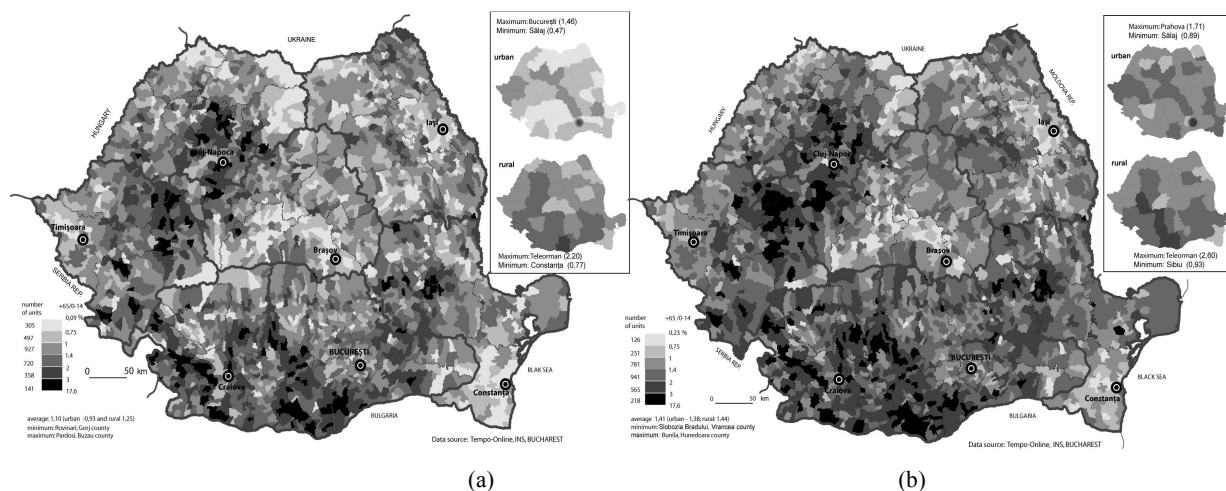 UKRAINE
HUNGARY
SERBIA REP.
BULGARIA
BLAK SEA
Cluj-Napoca
Iași
Timișoara
Brașov
BUCUREȘTI
Craiova
Constanța
Maximum:București (1,46)
Minimum: Sălaj (0,47)
urban
rural
Maximum:Teleorman (2,20)
Minimum: Constanța (0,77)
number
of units
+65/0-14
305
497
927
720
358
141
0,09 %
0,75
1
1,4
2
3
17,6
0 50 km
average: 1,10 (urban -0,93 and rural 1,25)
minimum: Rovinari, Gorj county
maximum: Pardosi, Buzau county
Data source: Tempo-Online, INS, BUCHAREST
(a)
UKRAINE
MOLDOVA REP.
HUNGARY
SERBIA REP.
BULGARIA
BLACK SEA
Cluj-Napoca
Iași
Timișoara
Brașov
BUCUREȘTI
Craiova
Constanța
Maximum:Prahova (1,71)
Minimum: Sălaj (0,89)
urban
rural
Maximum:Teleorman (2,60)
Minimum: Sibiu (0,93)
number
of units
+65 /0-14
126
231
781
941
565
218
0,23 %
0,75
1
1,4
2
3
17,6
0 50 km
average 1,41 (urban - 1,38; rural: 1,44)
minimum: Slobozia Bradului, Vrancea county
maximum: Bunila, Hunedoara county
Data source: Tempo-Online, INS, BUCHAREST
(b)